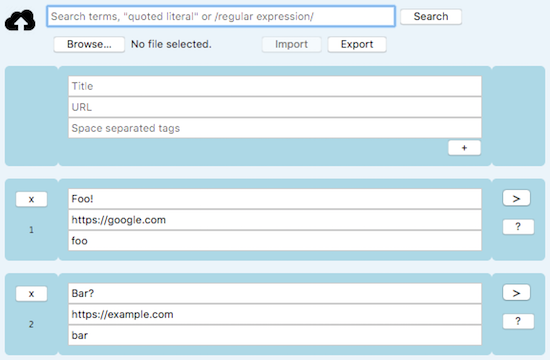 Search terms, "quoted literal" or /regular expression/ Search
Browse... No file selected. Import Export
Title
URL
Space separated tags
+
x Foo! >
https://google.com ?
1
foo
x Bar? >
https://example.com ?
2
bar